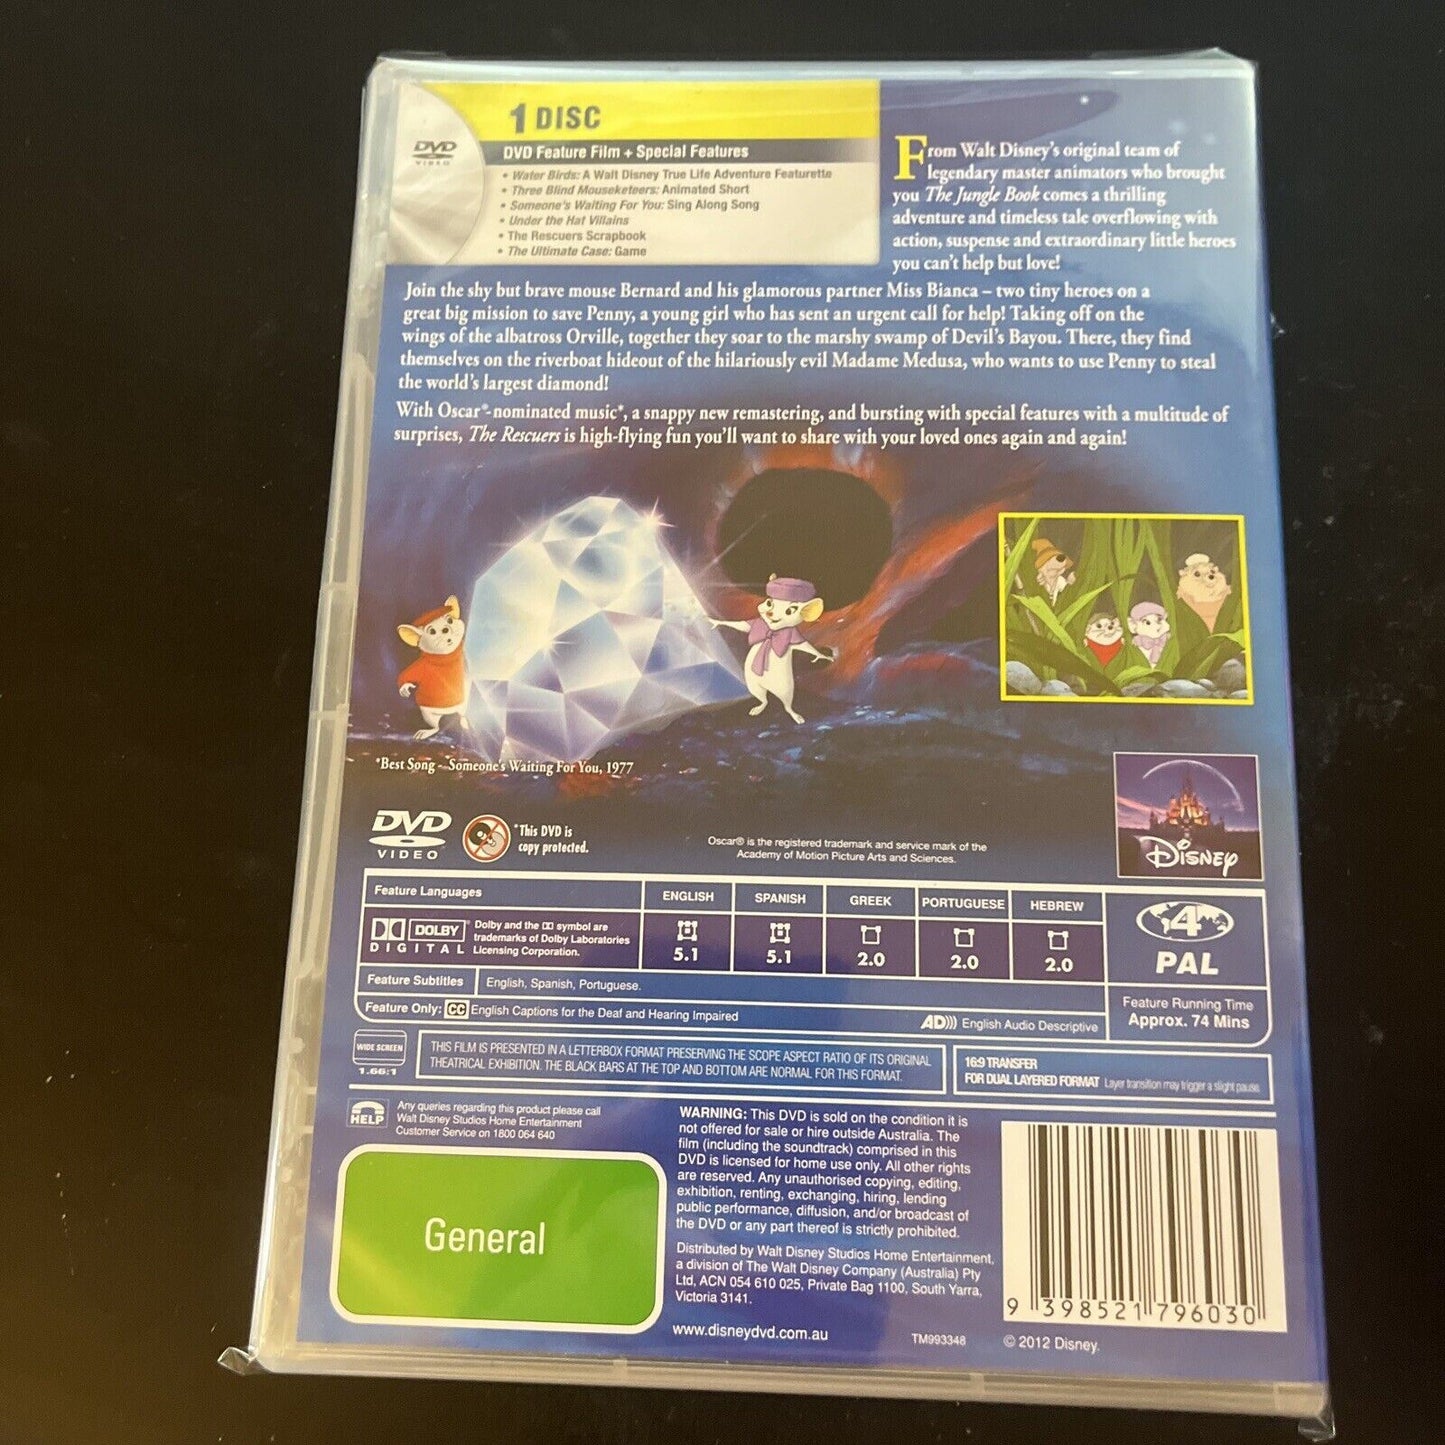 1 DISC
DVD
VIDEO
DVD Feature Film + Special Features
• Water Birds: A Walt Disney True Life Adventure Featurette
• Three Blind Mouseketeers: Animated Short
• Someone's Waiting For You: Sing Along Song
• Under the Hat Villains
• The Rescuers Scrapbook
• The Ultimate Case: Game
From Walt Disney's original team of
legendary master animators who brought
you The Jungle Book comes a thrilling
adventure and timeless tale overflowing with
action, suspense and extraordinary little heroes
you can't help but love!
Join the shy but brave mouse Bernard and his glamorous partner Miss Bianca – two tiny heroes on a
great big mission to save Penny, a young girl who has sent an urgent call for help! Taking off on the
wings of the albatross Orville, together they soar to the marshy swamp of Devil's Bayou. There, they find
themselves on the riverboat hideout of the hilariously evil Madame Medusa, who wants to use Penny to steal
the world's largest diamond!
With Oscar®-nominated music*, a snappy new remastering, and bursting with special features with a multitude of
surprises, The Rescuers is high-flying fun you'll want to share with your loved ones again and again!
*Best Song - Someone's Waiting For You, 1977
DVD
VIDEO
*This DVD is
copy protected.
Oscar® is the registered trademark and service mark of the
Academy of Motion Picture Arts and Sciences.
Disney
Feature Languages
ENGLISH SPANISH GREEK PORTUGUESE HEBREW
DOLBY
DIGITAL
Dolby and the DD symbol are
trademarks of Dolby Laboratories
Licensing Corporation.
5.1 5.1 2.0 2.0 2.0
4
PAL
Feature Subtitles English, Spanish, Portuguese.
Feature Only: CC English Captions for the Deaf and Hearing Impaired
AD))) English Audio Descriptive
Feature Running Time
Approx. 74 Mins
WIDE SCREEN
1.66:1
THIS FILM IS PRESENTED IN A LETTERBOX FORMAT PRESERVING THE SCOPE ASPECT RATIO OF ITS ORIGINAL
THEATRICAL EXHIBITION. THE BLACK BARS AT THE TOP AND BOTTOM ARE NORMAL FOR THIS FORMAT.
16:9 TRANSFER
FOR DUAL LAYERED FORMAT Layer transition may trigger a slight pause.
HELP
Any queries regarding this product please call
Walt Disney Studios Home Entertainment
Customer Service on 1800 064 640
General
WARNING: This DVD is sold on the condition it is
not offered for sale or hire outside Australia. The
film (including the soundtrack) comprised in this
DVD is licensed for home use only. All other rights
are reserved. Any unauthorised copying, editing,
exhibition, renting, exchanging, hiring, lending
public performance, diffusion, and/or broadcast of
the DVD or any part thereof is strictly prohibited.
Distributed by Walt Disney Studios Home Entertainment,
a division of The Walt Disney Company (Australia) Pty
Ltd, ACN 054 610 025, Private Bag 1100, South Yarra,
Victoria 3141.
www.disneydvd.com.au
TM993348
9 398521 796030
© 2012 Disney.